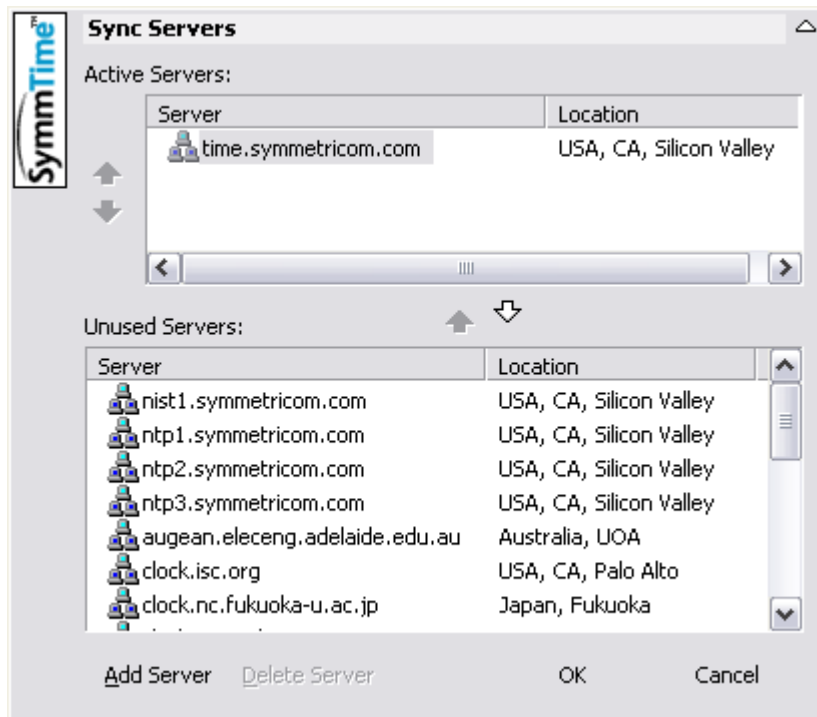 SymmTime™
Sync Servers
Active Servers:
Server Location
time.symmetricom.com USA, CA, Silicon Valley
Unused Servers:
Server Location
nist1.symmetricom.com USA, CA, Silicon Valley
ntp1.symmetricom.com USA, CA, Silicon Valley
ntp2.symmetricom.com USA, CA, Silicon Valley
ntp3.symmetricom.com USA, CA, Silicon Valley
augean.eleceng.adelaide.edu.au Australia, UOA
clock.isc.org USA, CA, Palo Alto
clock.nc.fukuoka-u.ac.jp Japan, Fukuoka
Add Server Delete Server OK Cancel